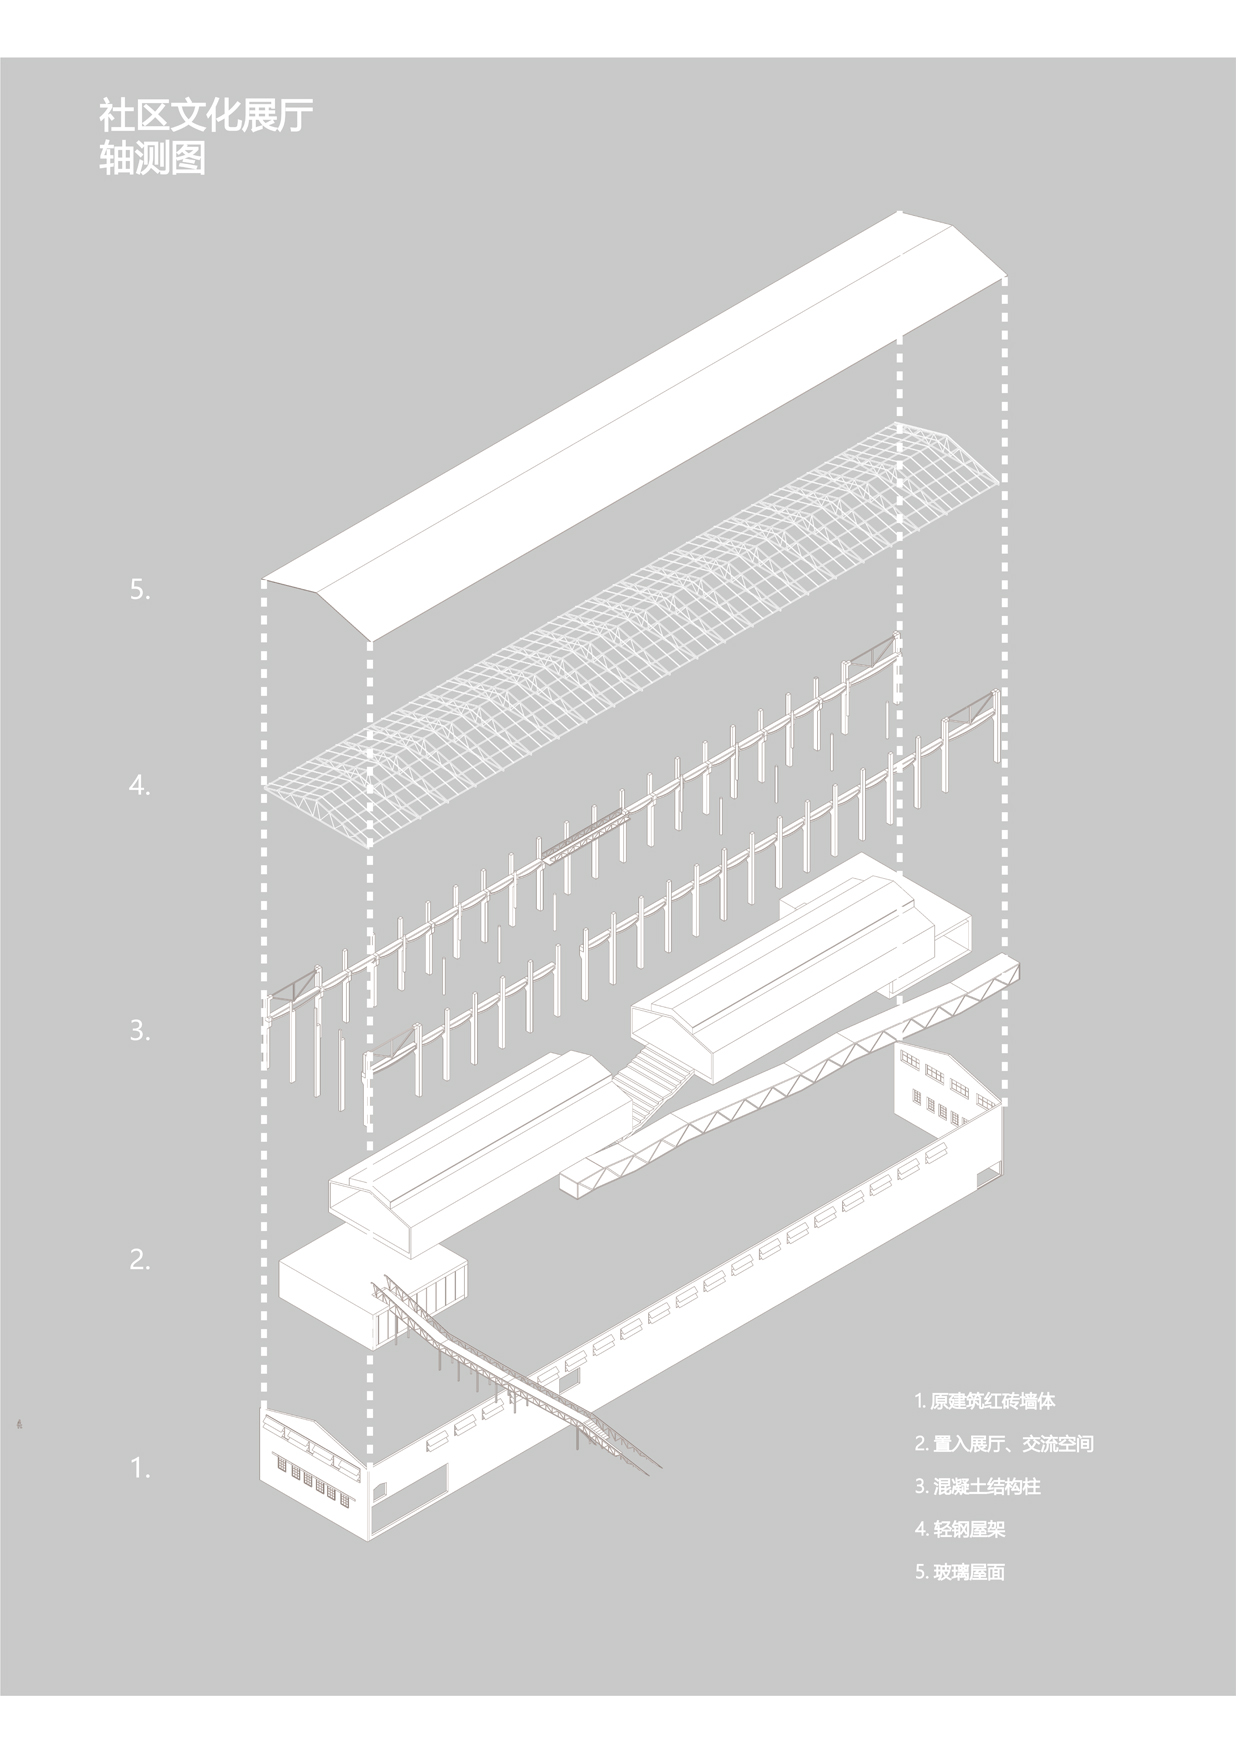 社区文化展厅
轴测图
5.
4.
3.
2.
1.
1. 原建筑红砖墙体
2. 置入展厅、交流空间
3. 混凝土结构柱
4. 轻钢屋架
5. 玻璃屋面